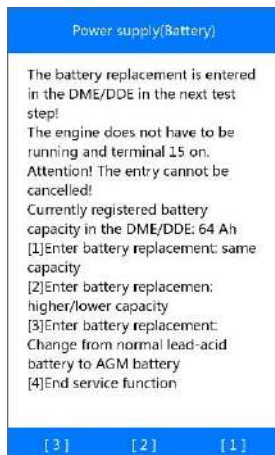 Power supply(Battery)
The battery replacement is entered
in the DME/DDE in the next test
step!
The engine does not have to be
running and terminal 15 on.
Attention! The entry cannot be
cancelled!
Currently registered battery
capacity in the DME/DDE: 64 Ah
[1]Enter battery replacement: same
capacity
[2]Enter battery replacemen:
higher/lower capacity
[3]Enter battery replacement:
Change from normal lead-acid
battery to AGM battery
[4]End service function
[3] [2] [1]